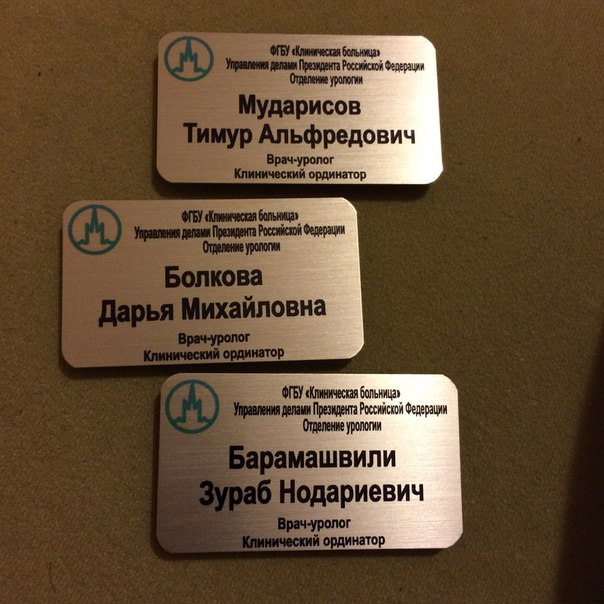 ФГБУ «Клиническая больница»
Управления делами Президента Российской Федерации
Отделение урологии
Мударисов
Тимур Альфредович
Врач-уролог
Клинический ординатор
ФГБУ «Клиническая больница»
Управления делами Президента Российской Федерации
Отделение урологии
Болкова
Дарья Михайловна
Врач-уролог
Клинический ординатор
ФГБУ «Клиническая больница»
Управления делами Президента Российской Федерации
Отделение урологии
Барамашвили
Зураб Нодариевич
Врач-уролог
Клинический ординатор